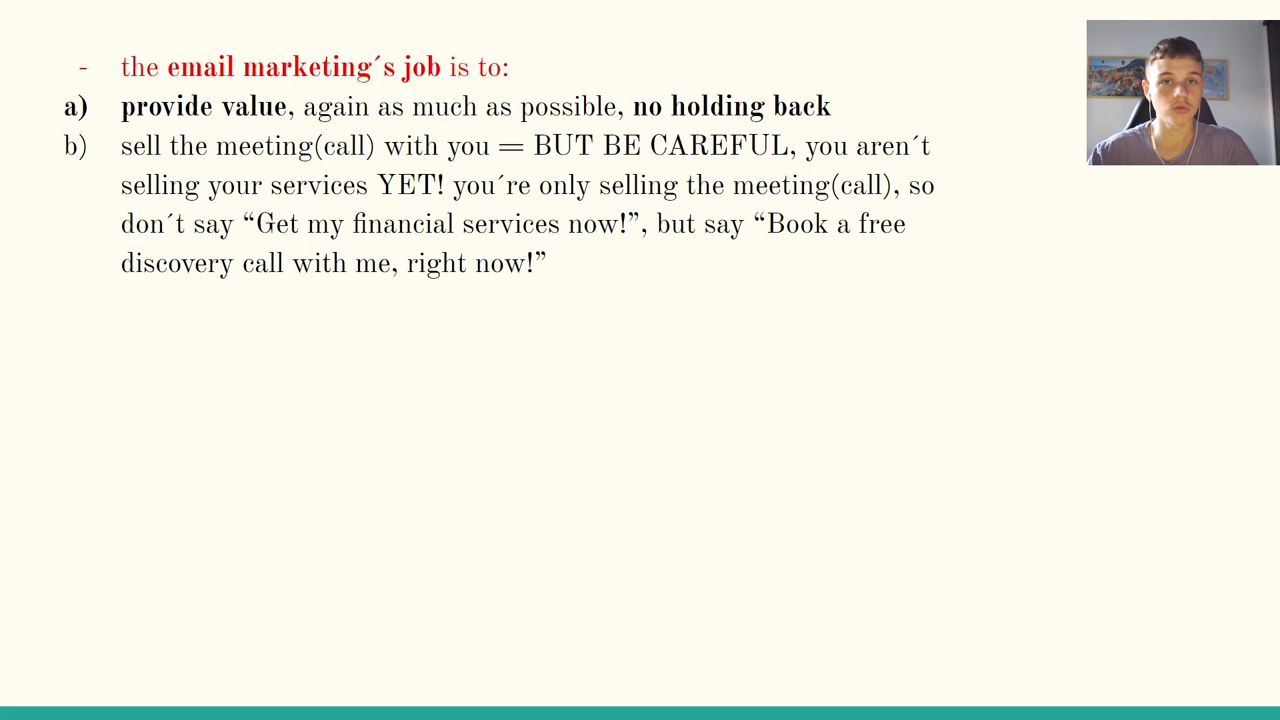 - the email marketing´s job is to:
a) provide value, again as much as possible, no holding back
b) sell the meeting(call) with you = BUT BE CAREFUL, you aren´t
selling your services YET! you´re only selling the meeting(call), so
don´t say “Get my financial services now!”, but say “Book a free
discovery call with me, right now!”